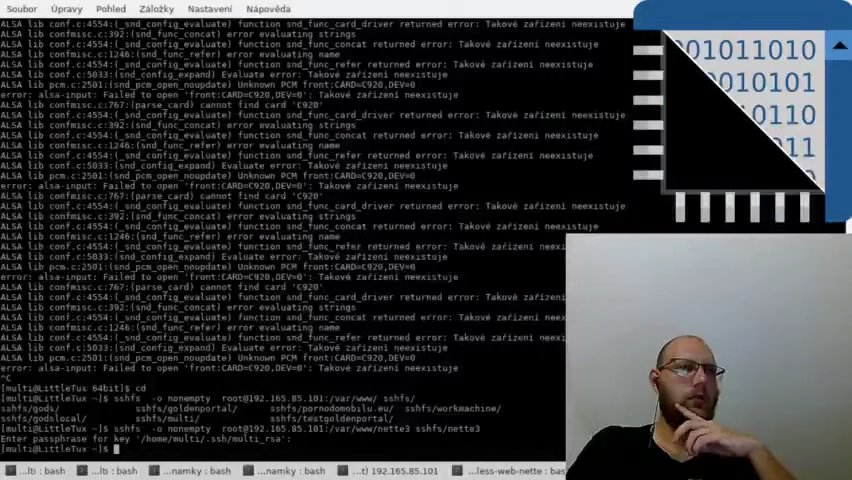 Soubor Úpravy Pohled Záložky Nastavení Nápověda
ALSA lib conf.c:4554:(_snd_config_evaluate) function snd_func_card_driver returned error: Takové zařízení neexistuje
ALSA lib confmisc.c:392:(snd_func_concat) error evaluating strings
ALSA lib conf.c:4554:(_snd_config_evaluate) function snd_func_concat returned error: Takové zařízení neexistuje
ALSA lib confmisc.c:1246:(snd_func_refer) error evaluating name
ALSA lib conf.c:4554:(_snd_config_evaluate) function snd_func_refer returned error: Takové zařízení neexistuje
ALSA lib conf.c:5033:(snd_config_expand) Evaluate error: Takové zařízení neexistuje
ALSA lib pcm.c:2501:(snd_pcm_open_noupdate) Unknown PCM front:CARD=C920,DEV=0
error: alsa-input: Failed to open 'front:CARD=C920,DEV=0': Takové zařízení neexistuje
ALSA lib confmisc.c:767:(parse_card) cannot find card 'C920'
ALSA lib conf.c:4554:(_snd_config_evaluate) function snd_func_card_driver returned error: Takové zařízení neexistuje
ALSA lib confmisc.c:392:(snd_func_concat) error evaluating strings
ALSA lib conf.c:4554:(_snd_config_evaluate) function snd_func_concat returned error: Takové zařízení neexistuje
ALSA lib confmisc.c:1246:(snd_func_refer) error evaluating name
ALSA lib conf.c:4554:(_snd_config_evaluate) function snd_func_refer returned error: Takové zařízení neexistuje
ALSA lib conf.c:5033:(snd_config_expand) Evaluate error: Takové zařízení neexistuje
ALSA lib pcm.c:2501:(snd_pcm_open_noupdate) Unknown PCM front:CARD=C920,DEV=0
error: alsa-input: Failed to open 'front:CARD=C920,DEV=0': Takové zařízení neexistuje
ALSA lib confmisc.c:767:(parse_card) cannot find card 'C920'
ALSA lib conf.c:4554:(_snd_config_evaluate) function snd_func_card_driver returned error: Takové zařízení neexistuje
ALSA lib confmisc.c:392:(snd_func_concat) error evaluating strings
ALSA lib conf.c:4554:(_snd_config_evaluate) function snd_func_concat returned error: Takové zařízení neexi
ALSA lib confmisc.c:1246:(snd_func_refer) error evaluating name
ALSA lib conf.c:4554:(_snd_config_evaluate) function snd_func_refer returned error: Takové zařízení neexi
ALSA lib conf.c:5033:(snd_config_expand) Evaluate error: Takové zařízení neexistuje
ALSA lib pcm.c:2501:(snd_pcm_open_noupdate) Unknown PCM front:CARD=C920,DEV=0
error: alsa-input: Failed to open 'front:CARD=C920,DEV=0': Takové zařízení neexistuje
ALSA lib confmisc.c:767:(parse_card) cannot find card 'C920'
ALSA lib conf.c:4554:(_snd_config_evaluate) function snd_func_card_driver returned error: Takové zařízení
ALSA lib confmisc.c:392:(snd_func_concat) error evaluating strings
ALSA lib conf.c:4554:(_snd_config_evaluate) function snd_func_concat returned error: Takové zařízení neexi
ALSA lib confmisc.c:1246:(snd_func_refer) error evaluating name
ALSA lib conf.c:4554:(_snd_config_evaluate) function snd_func_refer returned error: Takové zařízení neexi
ALSA lib conf.c:5033:(snd_config_expand) Evaluate error: Takové zařízení neexistuje
ALSA lib pcm.c:2501:(snd_pcm_open_noupdate) Unknown PCM front:CARD=C920,DEV=0
error: alsa-input: Failed to open 'front:CARD=C920,DEV=0': Takové zařízení neexistuje
^C
[multi@LittleTux 64bit]$ cd
[multi@LittleTux ~]$ sshfs -o nonempty root@192.165.85.101:/var/www/ sshfs/
sshfs/gods/ sshfs/goldenportal/ sshfs/pornodomobilu.eu/ sshfs/workmachine/
sshfs/godslocal/ sshfs/multi/ sshfs/testgoldenportal/
[multi@LittleTux ~]$ sshfs -o nonempty root@192.165.85.101:/var/www/nette3 sshfs/nette3
Enter passphrase for key '/home/multi/.ssh/multi_rsa':
[multi@LittleTux ~]$
01011010
010101
0110
011
...lti : bash ...lti : bash ...namky : bash ...namky : bash ...t) 192.165.85.101 ...less-web-nette : bas